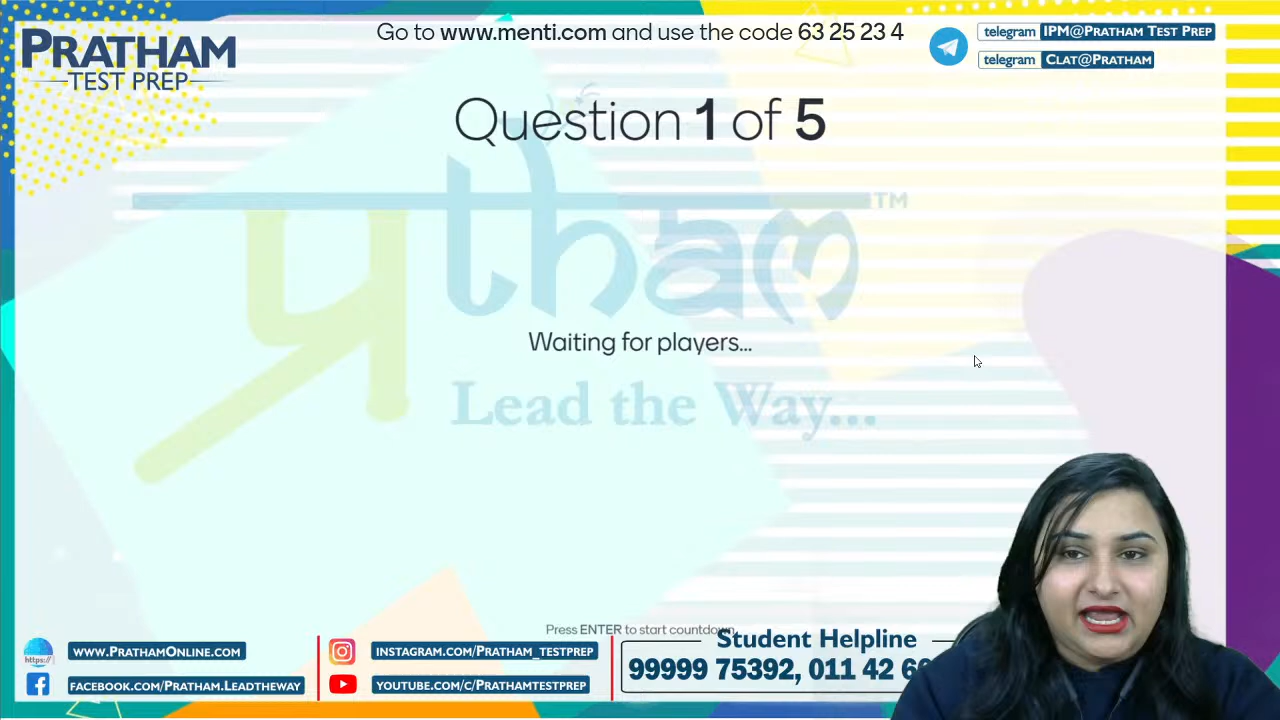 PRATHAM
TEST PREP
Go to www.menti.com and use the code 63 25 23 4
telegram IPM@PRATHAM TEST PREP
telegram CLAT@PRATHAM
Question 1 of 5
प्रtham TM
Waiting for players...
Lead the Way...
Press ENTER to start countdown
Student Helpline
99999 75392, 011 42
https://
WWW.PRATHAMONLINE.COM
FACEBOOK.COM/PRATHAM.LEADTHEWAY
INSTAGRAM.COM/PRATHAM_TESTPREP
YOUTUBE.COM/C/PRATHAMTESTPREP